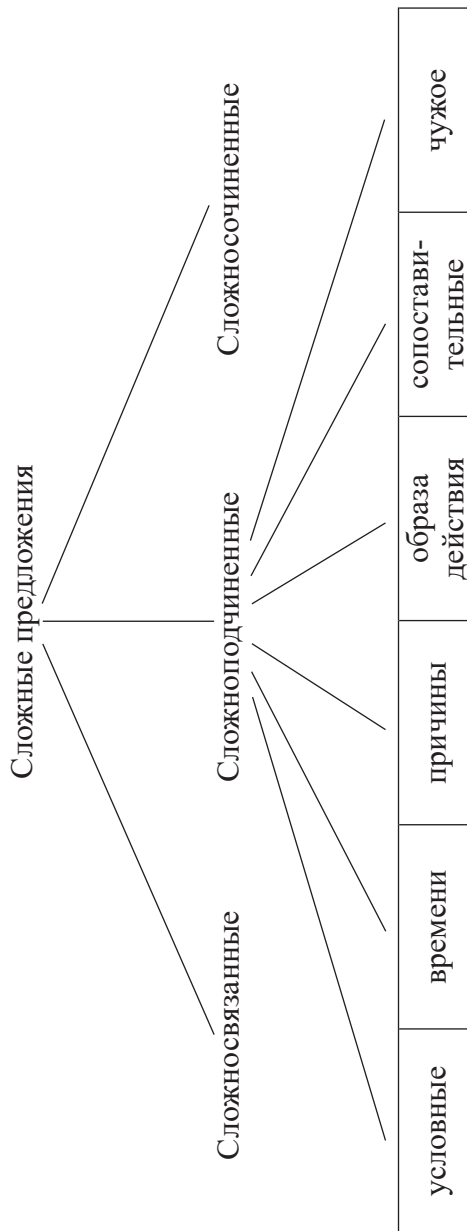 Сложные предложения
Сложносвязанные
Сложноподчиненные
Сложносочиненные
условные
времени
причины
образа
действия
сопостави-
тельные
чужое